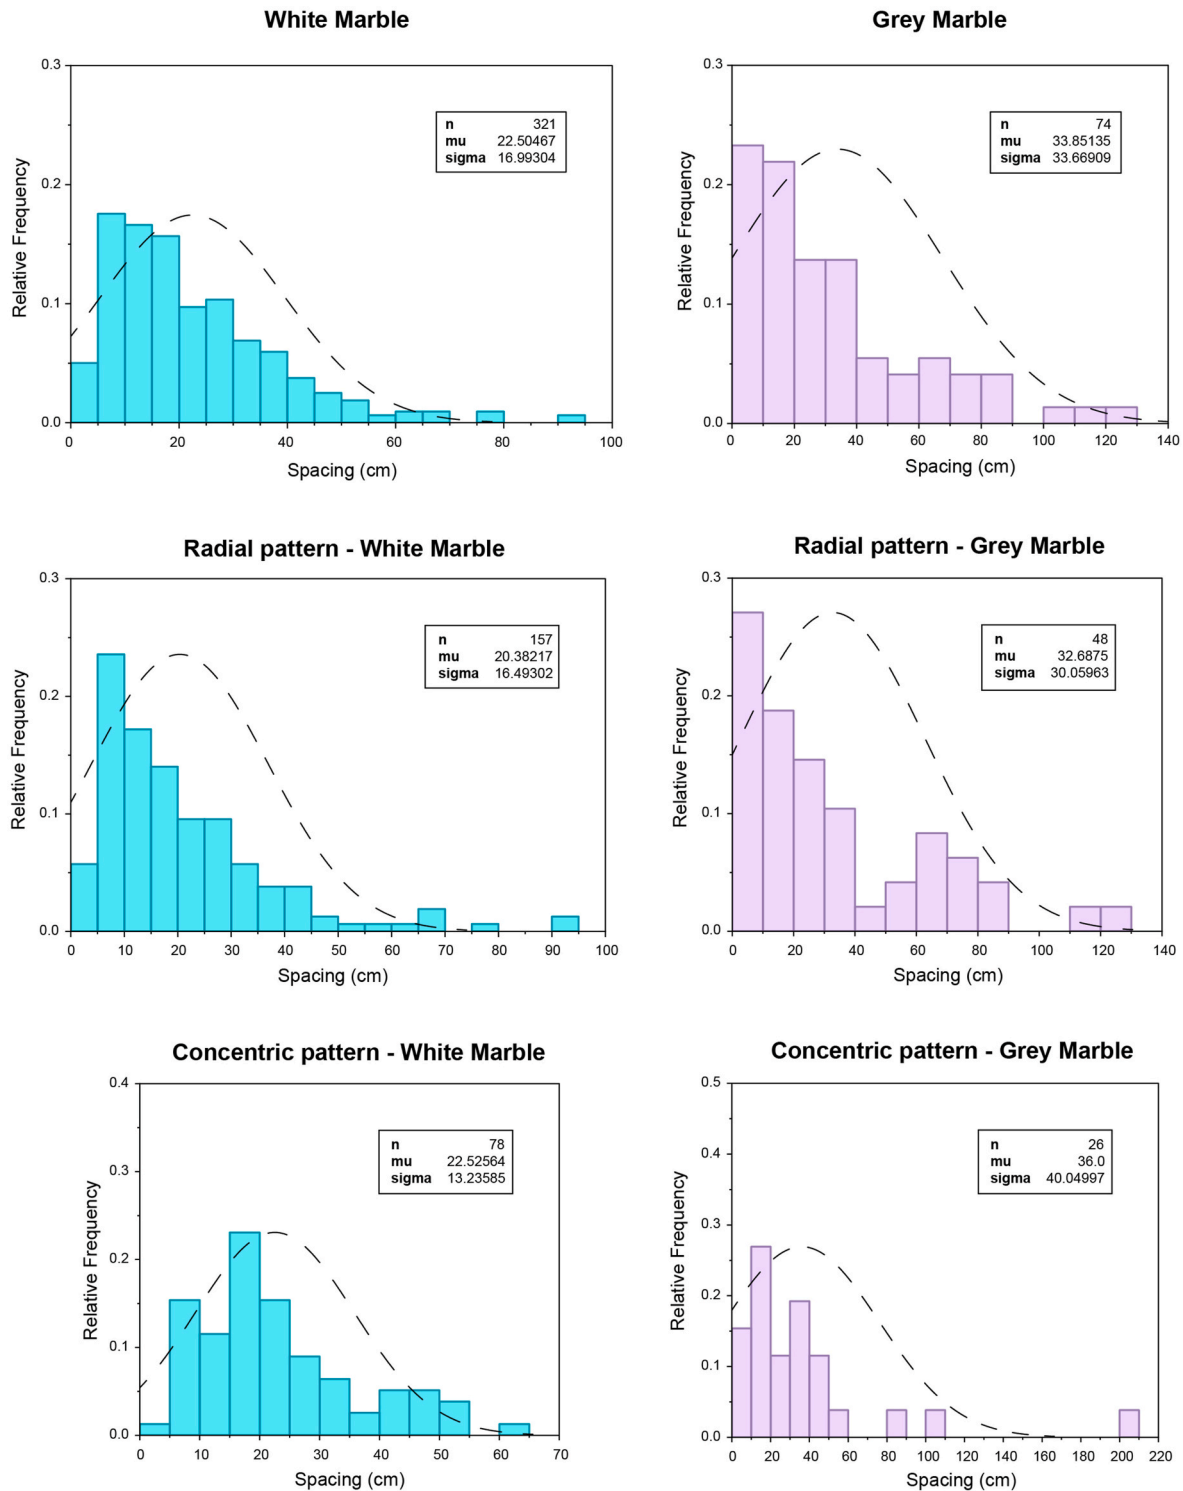 White Marble
0.3
0.2
0.1
0.0
Relative Frequency
n 321
mu 22.50467
sigma 16.99304
0 20 40 60 80 100
Spacing (cm)
Grey Marble
0.3
0.2
0.1
0.0
Relative Frequency
n 74
mu 33.85135
sigma 33.66909
0 20 40 60 80 100 120 140
Spacing (cm)
Radial pattern - White Marble
0.3
0.2
0.1
0.0
Relative Frequency
n 157
mu 20.38217
sigma 16.49302
0 10 20 30 40 50 60 70 80 90 100
Spacing (cm)
Radial pattern - Grey Marble
0.3
0.2
0.1
0.0
Relative Frequency
n 48
mu 32.6875
sigma 30.05963
0 20 40 60 80 100 120 140
Spacing (cm)
Concentric pattern - White Marble
0.4
0.3
0.2
0.1
0.0
Relative Frequency
n 78
mu 22.52564
sigma 13.23585
0 10 20 30 40 50 60 70
Spacing (cm)
Concentric pattern - Grey Marble
0.5
0.4
0.3
0.2
0.1
0.0
Relative Frequency
n 26
mu 36.0
sigma 40.04997
0 20 40 60 80 100 120 140 160 180 200 220
Spacing (cm)